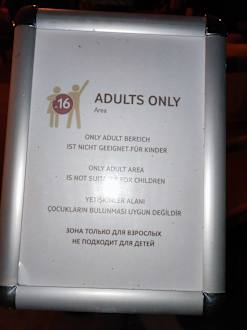 .16
ADULTS ONLY
Area
ONLY ADULT BEREICH
IST NICHT GEEIGNET FÜR KINDER
ONLY ADULT AREA
IS NOT SUITABLE FOR CHILDREN
YETİŞKİNLER ALANI
ÇOCUKLARIN BULUNMASI UYGUN DEĞİLDİR
ЗОНА ТОЛЬКО ДЛЯ ВЗРОСЛЫХ
НЕ ПОДХОДИТ ДЛЯ ДЕТЕЙ